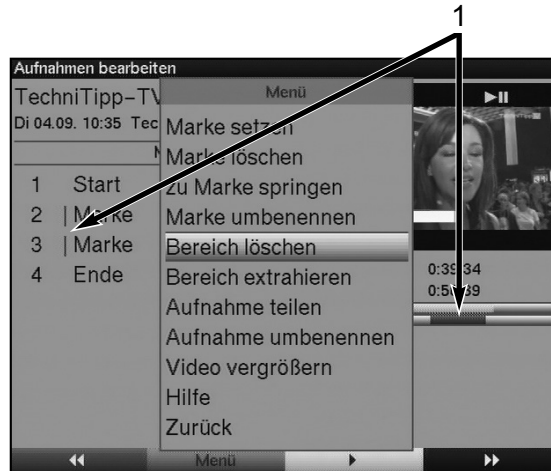 1
Aufnahmen bearbeiten
TechniTipp-TV
Di 04.09. 10:35 Tec
Menü
Marke setzen
Marke löschen
zu Marke springen
Marke umbenennen
Bereich löschen
Bereich extrahieren
Aufnahme teilen
Aufnahme umbenennen
Video vergrößern
Hilfe
Zurück
1 Start
2 | Marke
3 | Marke
4 Ende
0:39:34
Menü